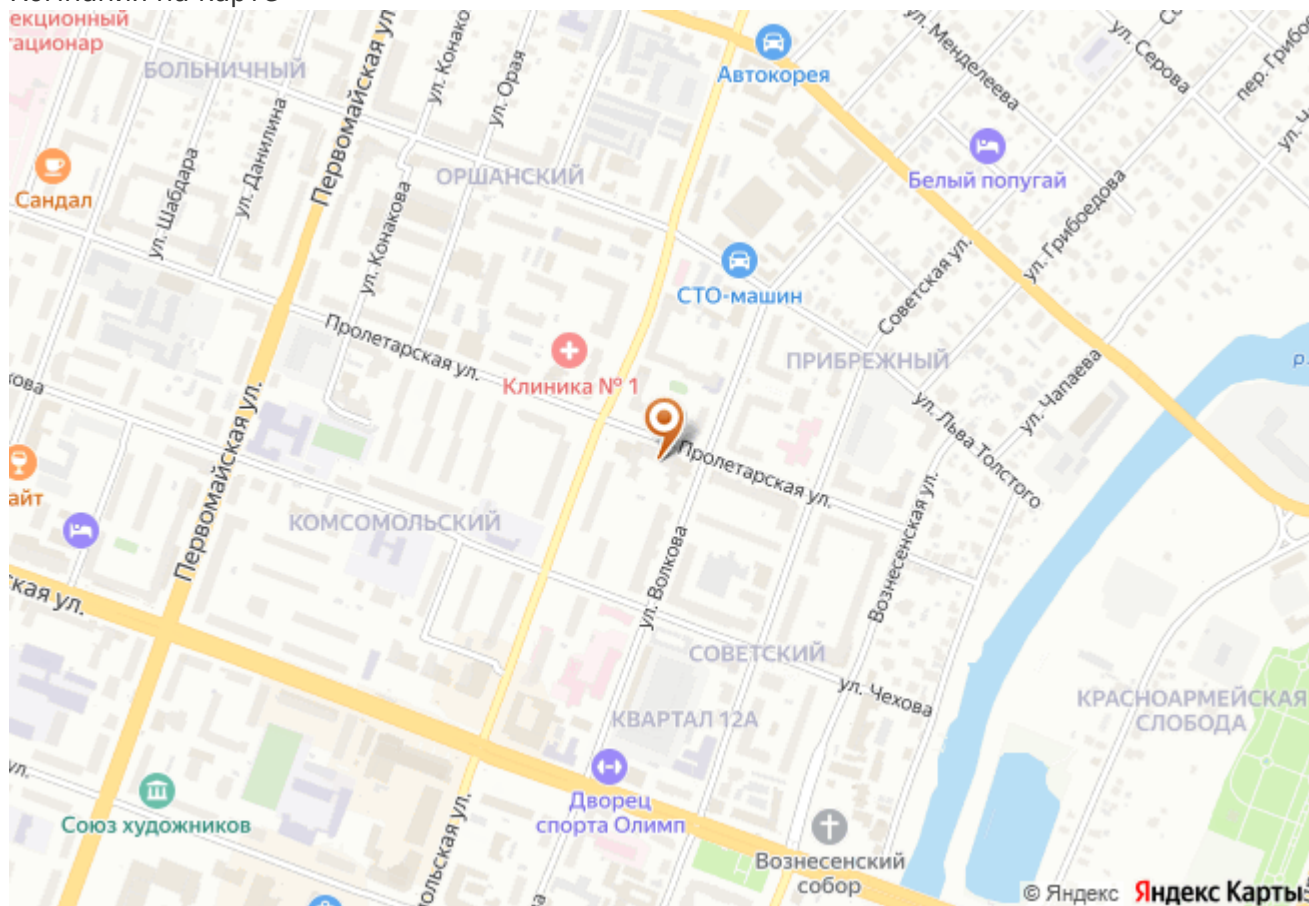 екционный
тационар
БОЛЬНИЧНЫЙ
Первомайская ул.
ул. Конакова
ул. Орая
Автокорея
ул. Менделеева
ул. Серова
Сандал
ул. Шабдара
ул. Данилина
ул. Конакова
ОРШАНСКИЙ
Белый попугай
ул. Грибоедова
Советская ул.
СТО-машин
Пролетарская ул.
Клиника № 1
ПРИБРЕЖНЫЙ
ул. Чапаева
р.
ул. Льва Толстого
кова
Первомайская ул.
айт
Пролетарская ул.
КОМСОМОЛЬСКИЙ
Вознесенская ул.
ская ул.
ул. Волкова
СОВЕТСКИЙ
ул. Чехова
КВАРТАЛ 12А
КРАСНОАРМЕЙСКАЯ
СЛОБОДА
ул.
Союз художников
Дворец
спорта Олимп
ольская ул.
Вознесенский
собор
© Яндекс Яндекс Карты